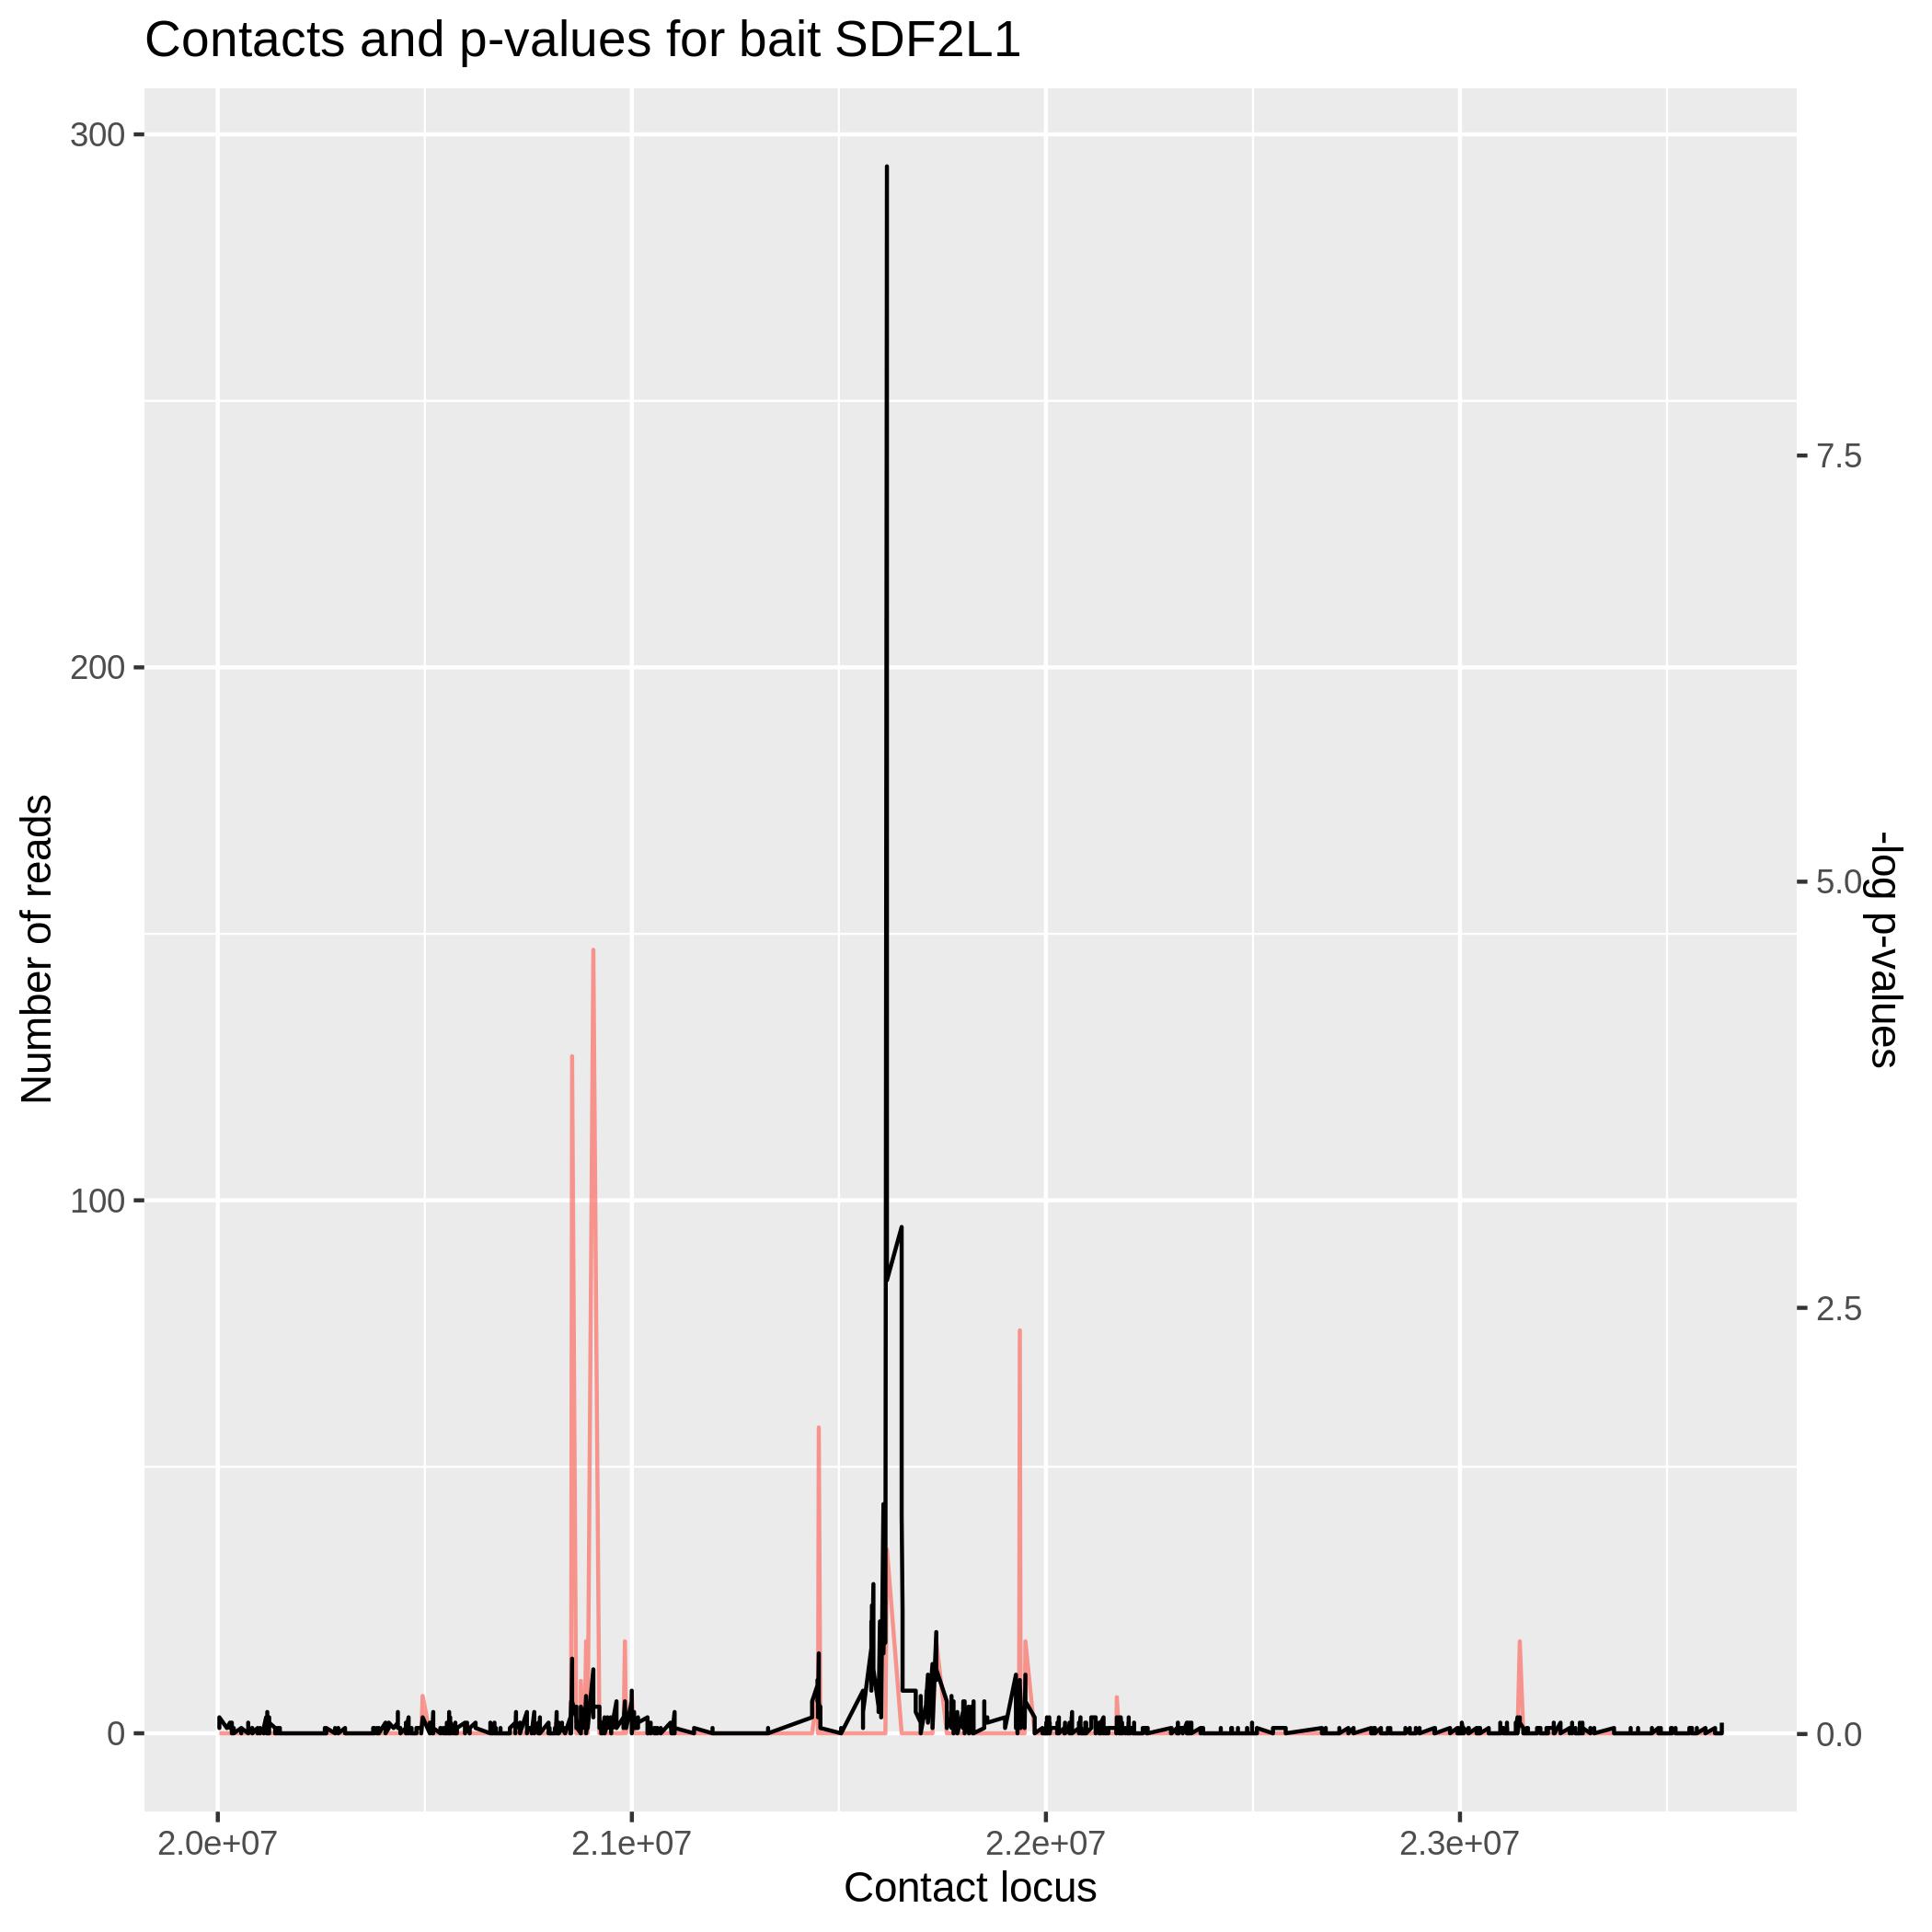 Contacts and p-values for bait SDF2L1
300
200
100
0
Number of reads
7.5
5.0
2.5
0.0
-log p-values
2.0e+07
2.1e+07
2.2e+07
2.3e+07
Contact locus